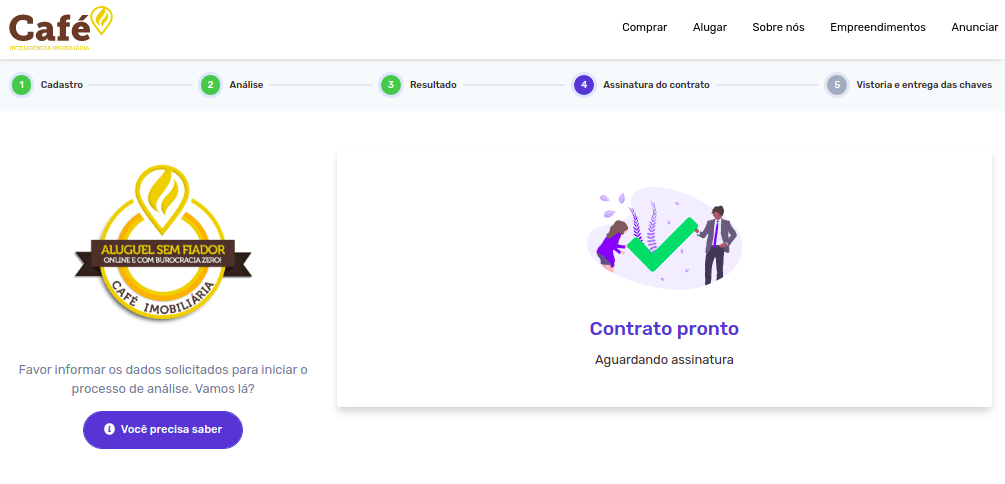 Café
INTELIGÊNCIA IMOBILIÁRIA
Comprar Alugar Sobre nós Empreendimentos Anunciar
1 Cadastro 2 Análise 3 Resultado 4 Assinatura do contrato 5 Vistoria e entrega das chaves
ALUGUEL SEM FIADOR
ONLINE E COM BUROCRACIA ZERO!
CAFÉ IMOBILIÁRIA
Favor informar os dados solicitados para iniciar o
processo de análise. Vamos lá?
Você precisa saber
Contrato pronto
Aguardando assinatura